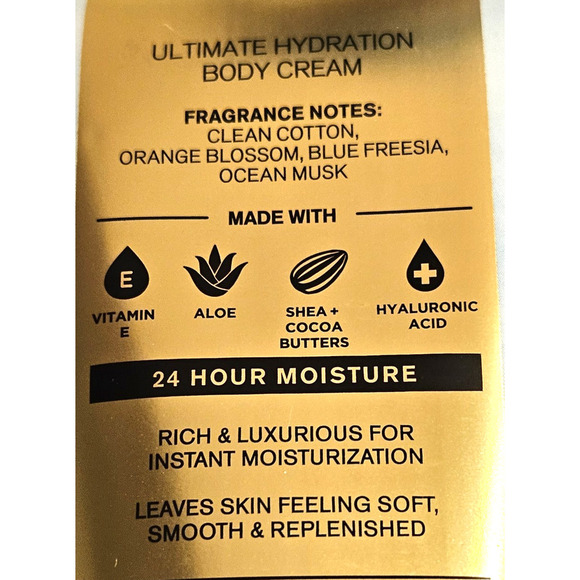 ULTIMATE HYDRATION
BODY CREAM
FRAGRANCE NOTES:
CLEAN COTTON,
ORANGE BLOSSOM, BLUE FREESIA,
OCEAN MUSK
MADE WITH
E
VITAMIN
E
ALOE
SHEA +
COCOA
BUTTERS
HYALURONIC
ACID
24 HOUR MOISTURE
RICH & LUXURIOUS FOR
INSTANT MOISTURIZATION
LEAVES SKIN FEELING SOFT,
SMOOTH & REPLENISHED